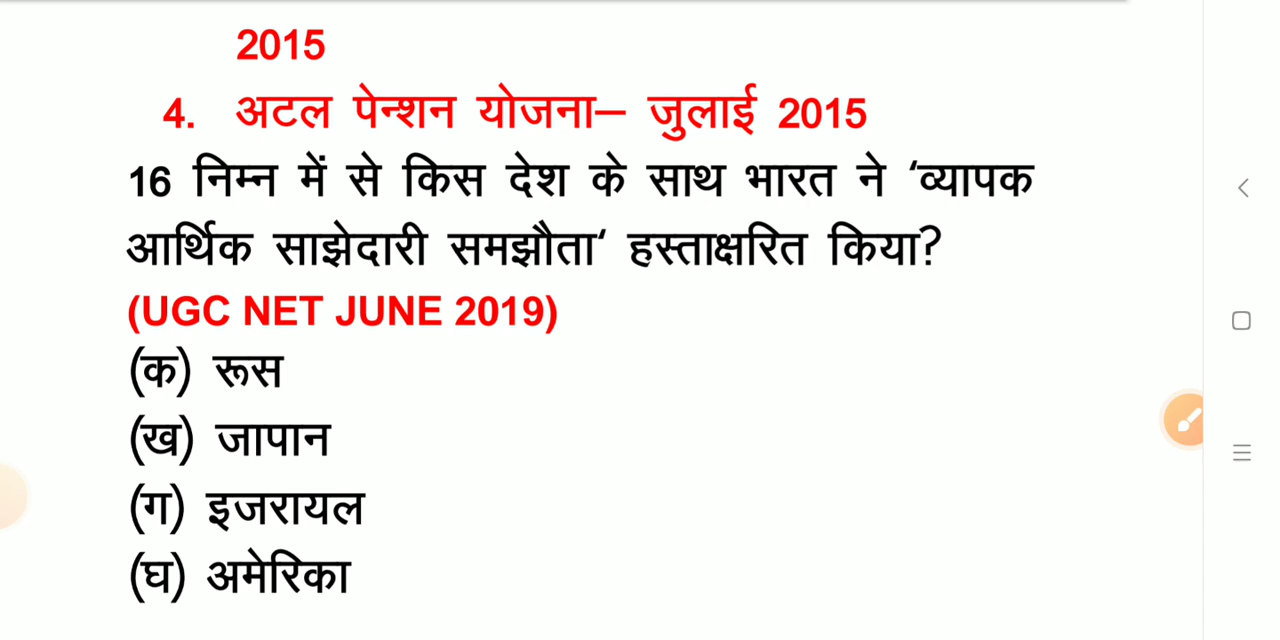 2015
4. अटल पेन्शन योजना– जुलाई 2015
16 निम्न में से किस देश के साथ भारत ने ‘व्यापक
आर्थिक साझेदारी समझौता‘ हस्ताक्षरित किया?
(UGC NET JUNE 2019)
(क) रूस
(ख) जापान
(ग) इजरायल
(घ) अमेरिका